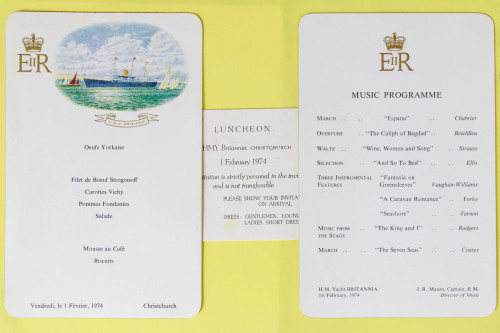 EIIR
H.M.Y. BRITANNIA
Oeufs Yorkaise
Filet de Boeuf Strogonoff
Carottes Vichy
Pommes Fondantes
Salade
Mousse au Café
Biscuits
Vendredi, le 1 Février, 1974 Christchurch
LUNCHEON
HMY Britannia, CHRISTCHURCH
1 February 1974
itation is strictly personal to the
and is not transferable
PLEASE SHOW YOUR INVITA
ON ARRIVAL
DRESS: GENTLEMEN, LOUNG
LADIES, SHORT DRES
EIIR
MUSIC PROGRAMME
MARCH .. "Espana" .. Chabrier
OVERTURE .. "The Caliph of Bagdad" .. Boieldieu
WALTZ .. "Wine, Women and Song" .. Strauss
SELECTION .. "And So To Bed" .. Ellis
THREE INSTRUMENTAL FEATURES "Fantasia on Greensleeves" Vaughan-Williams
"A Caravan Romance" .. Yorke
"Seashore" .. Farnon
MUSIC FROM THE STAGE .. "The King and I" .. Rodgers
MARCH .. .. "The Seven Seas" .. Coates
H.M. Yacht BRITANNIA
1st February, 1974
J. R. Mason, Captain, R.M.
Director of Music